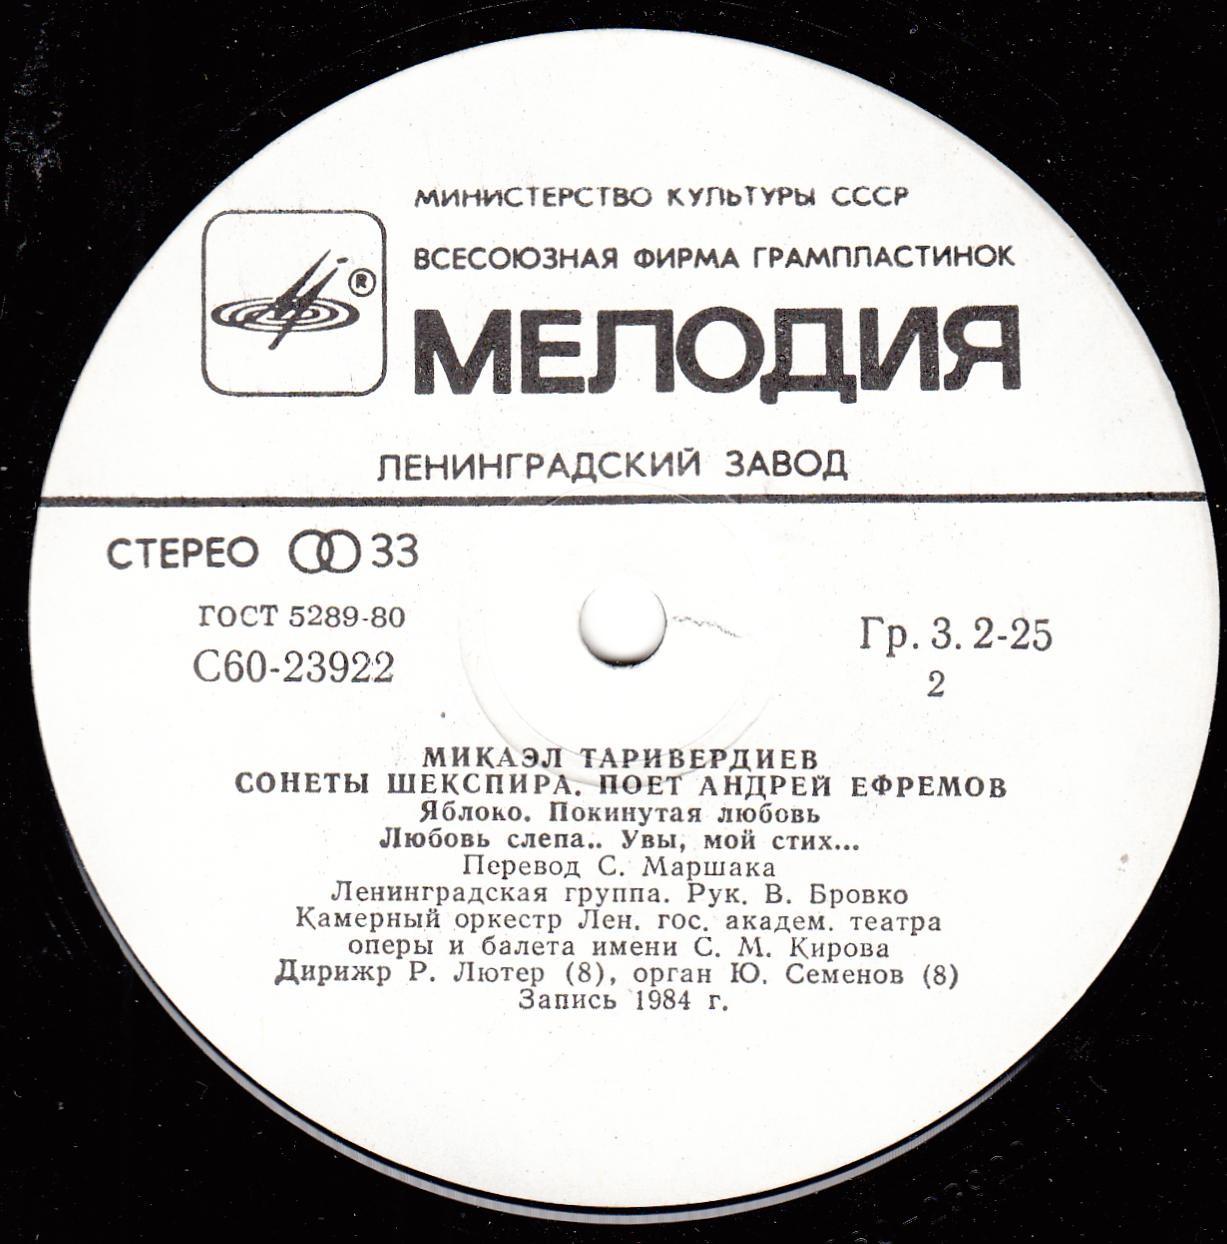 МИНИСТЕРСТВО КУЛЬТУРЫ СССР
ВСЕСОЮЗНАЯ ФИРМА ГРАМПЛАСТИНОК
®
МЕЛОДИЯ
ЛЕНИНГРАДСКИЙ ЗАВОД
СТЕРЕО 33
ГОСТ 5289-80
С60-23922
Гр. 3. 2-25
2
МИКАЭЛ ТАРИВЕРДИЕВ
СОНЕТЫ ШЕКСПИРА. ПОЕТ АНДРЕЙ ЕФРЕМОВ
Яблоко. Покинутая любовь
Любовь слепа.. Увы, мой стих...
Перевод С. Маршака
Ленинградская группа. Рук. В. Бровко
Камерный оркестр Лен. гос. академ. театра
оперы и балета имени С. М. Кирова
Дирижр Р. Лютер (8), орган Ю. Семенов (8)
Запись 1984 г.